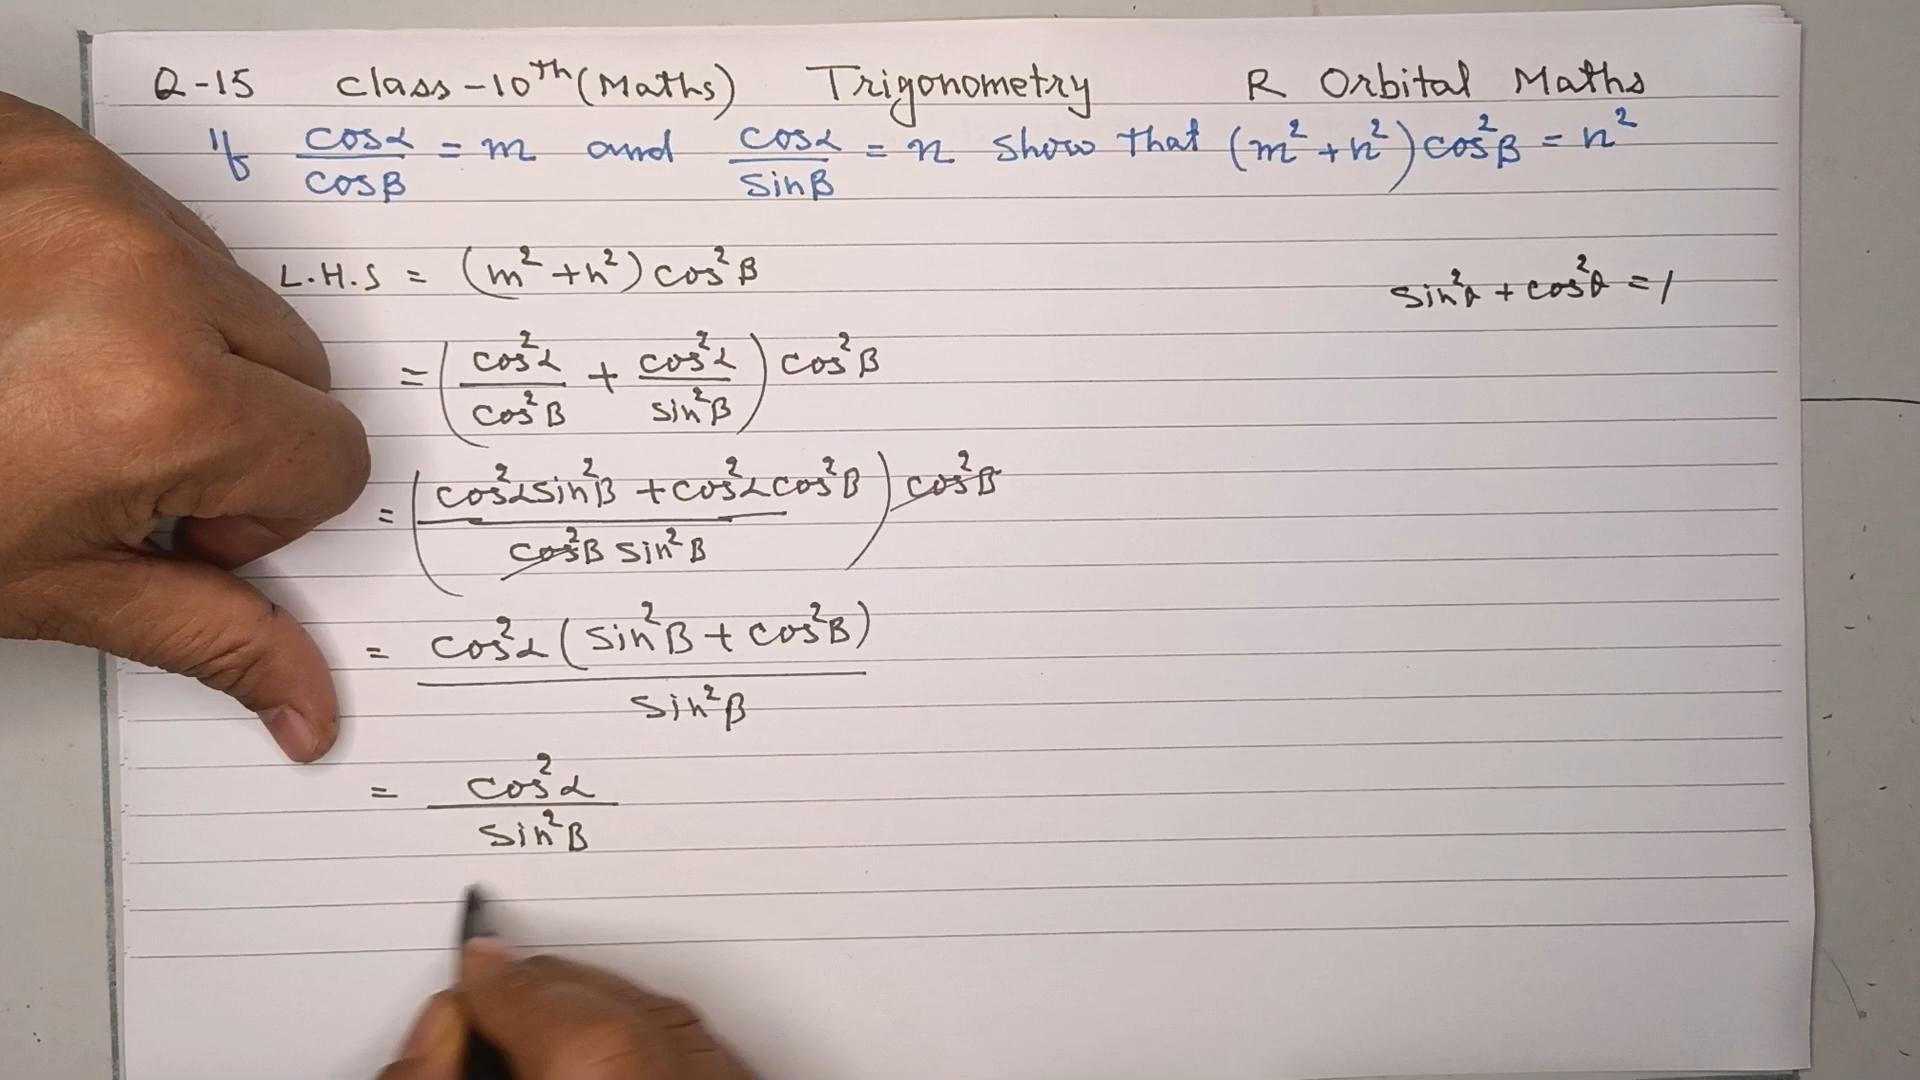 Q-15 Class-10th (Maths) Trigonometry R Orbital Maths
If cosα/cosβ = m and cosα/sinβ = n show that (m² + n²) cos²β = n²
L.H.S = (m² + n²) cos²β
sin²θ + cos²θ = 1
= (cos²α/cos²β + cos²α/sin²β) cos²β
= (cos²α sin²β + cos²α cos²β / cos²β sin²β) cos²β
= cos²α (sin²β + cos²β) / sin²β
= cos²α / sin²β